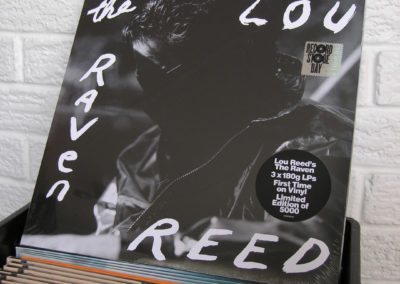 the
LOU
Raven
REED
RECORD
STORE
DAY
Lou Reed's
The Raven
3 x 180g LPs
First Time
on Vinyl
Limited
Edition of
5000